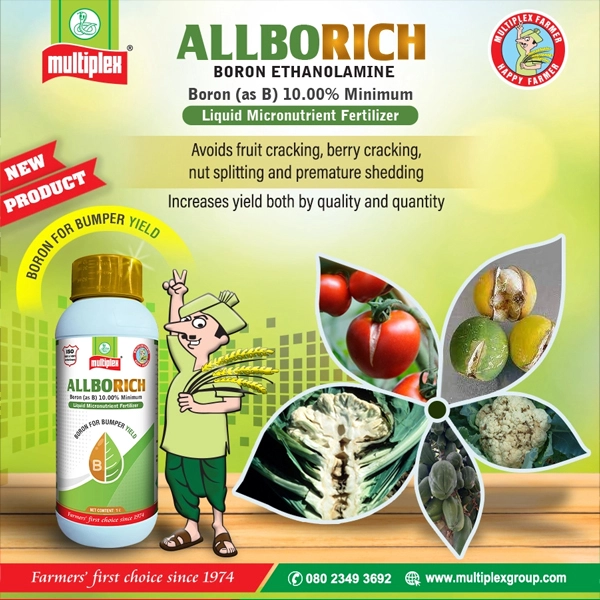 multiplex®
ALLBORICH
BORON ETHANOLAMINE
Boron (as B) 10.00% Minimum
Liquid Micronutrient Fertilizer
MULTIPLEX FARMER
HAPPY FARMER
Avoids fruit cracking, berry cracking,
nut splitting and premature shedding
Increases yield both by quality and quantity
NEW
PRODUCT
BORON FOR BUMPER YIELD
ISO
multiplex®
ALLBORICH
Boron (as B) 10.00% Minimum
Liquid Micronutrient Fertilizer
BORON FOR BUMPER YIELD
B
Farmers' first choice since 1974
Farmers' first choice since 1974
080 2349 3692
www.multiplexgroup.com